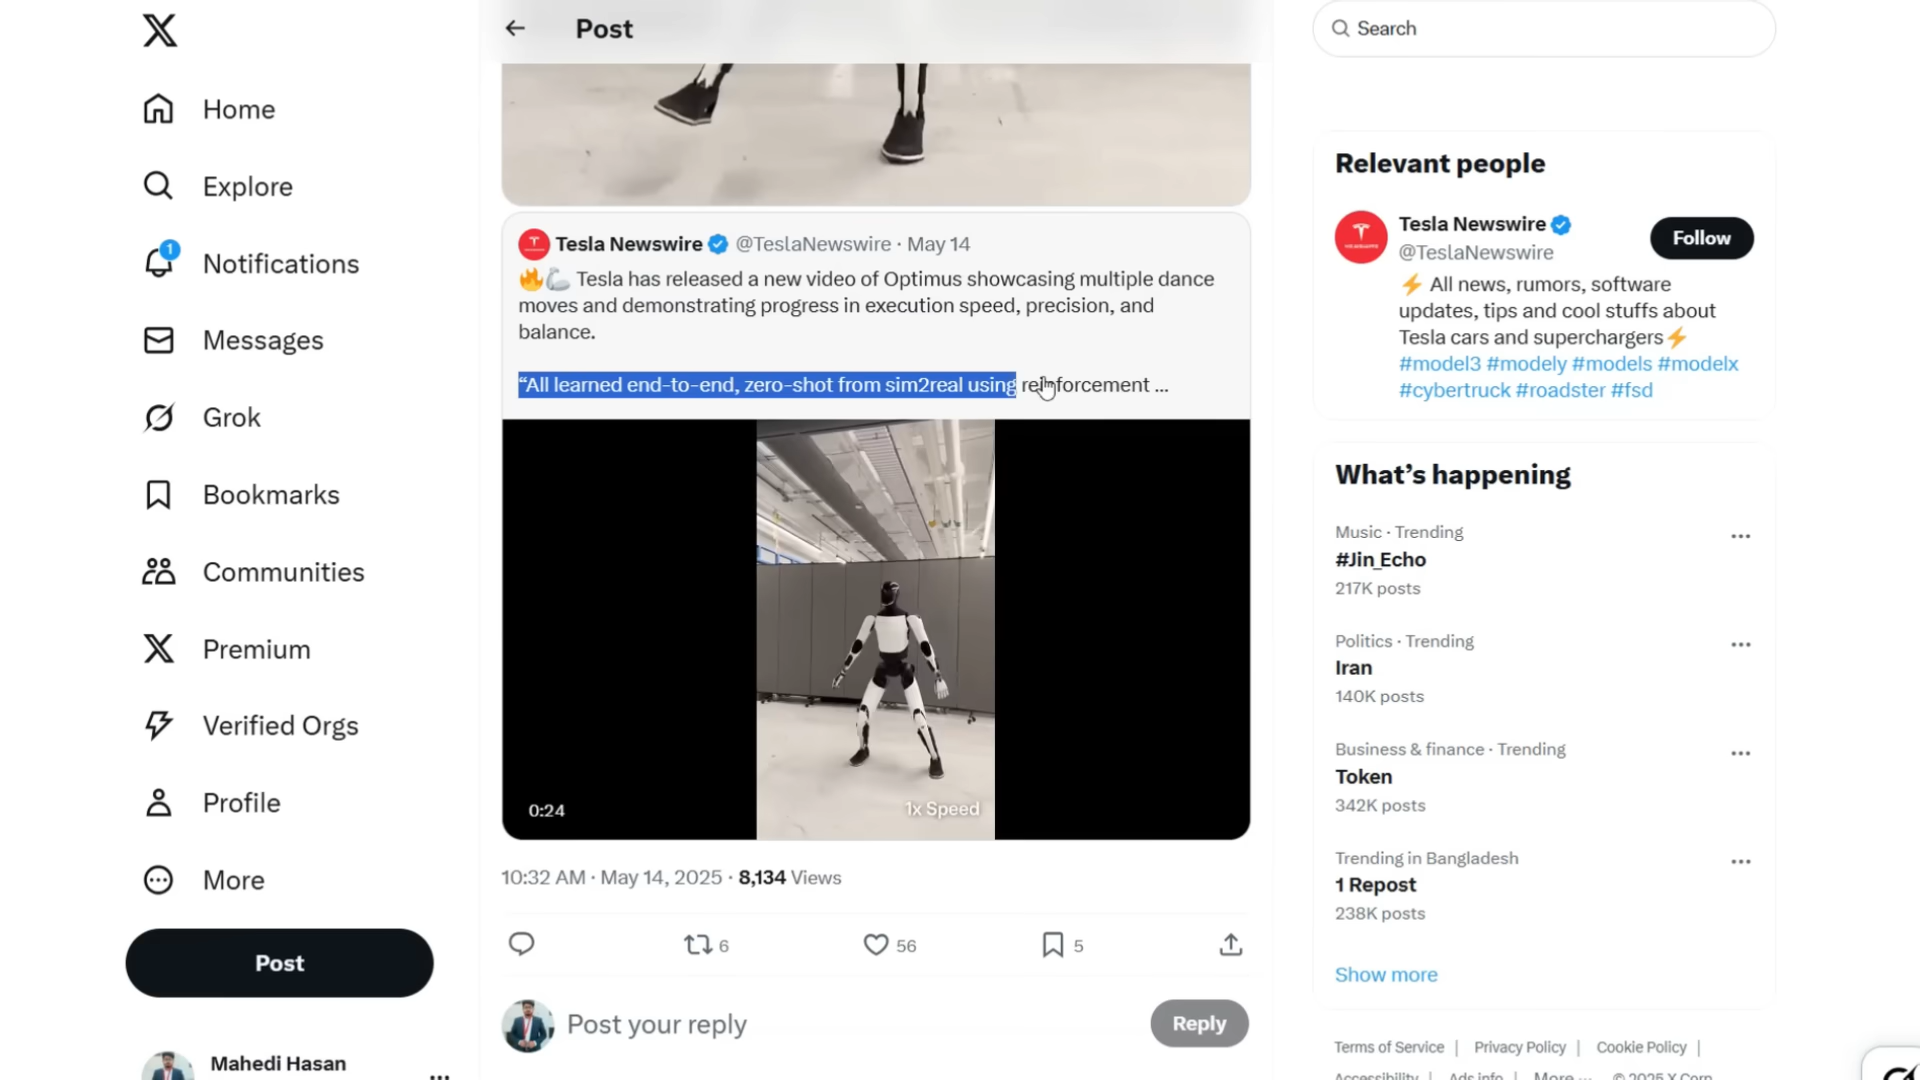 Home
Explore
1
Notifications
Messages
Grok
Bookmarks
Communities
Premium
Verified Orgs
Profile
More
Post
Mahedi Hasan
Post
Tesla Newswire @TeslaNewswire · May 14
🔥🦾 Tesla has released a new video of Optimus showcasing multiple dance
moves and demonstrating progress in execution speed, precision, and
balance.
“All learned end-to-end, zero-shot from sim2real using reinforcement ...
0:24
1x Speed
10:32 AM · May 14, 2025 · 8,134 Views
6
56
5
Post your reply
Reply
Search
Relevant people
Tesla Newswire
@TeslaNewswire
Follow
⚡ All news, rumors, software
updates, tips and cool stuffs about
Tesla cars and superchargers⚡
#model3 #modely #models #modelx
#cybertruck #roadster #fsd
What’s happening
Music · Trending
#Jin_Echo
217K posts
Politics · Trending
Iran
140K posts
Business & finance · Trending
Token
342K posts
Trending in Bangladesh
1 Repost
238K posts
Show more
Terms of Service | Privacy Policy | Cookie Policy |
Accessibility | Ads info | More ... © 2025 X Corp.